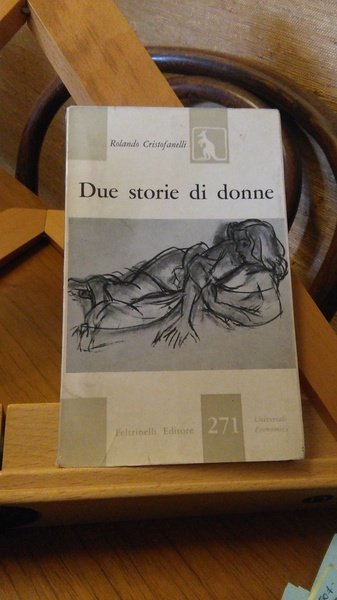 Rolando Cristofanelli
Due storie di donne
Feltrinelli Editore
271
Universale
Economica